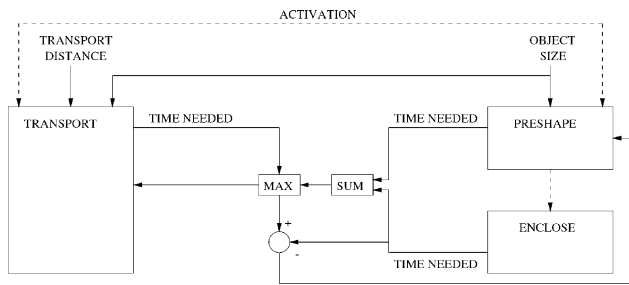 ACTIVATION
TRANSPORT
DISTANCE
OBJECT
SIZE
TRANSPORT
TIME NEEDED
TIME NEEDED
PRESHAPE
MAX
SUM
+
-
ENCLOSE
TIME NEEDED